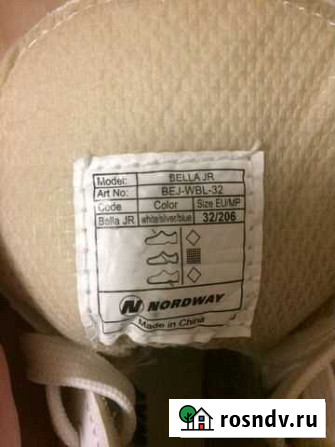 Model: BELLA JR
Art No: BEJ-WBL-32
Code Color Size EU/MP
Bella JR white/silver/blue 32/206
NORDWAY
Made in China
rosndv.ru